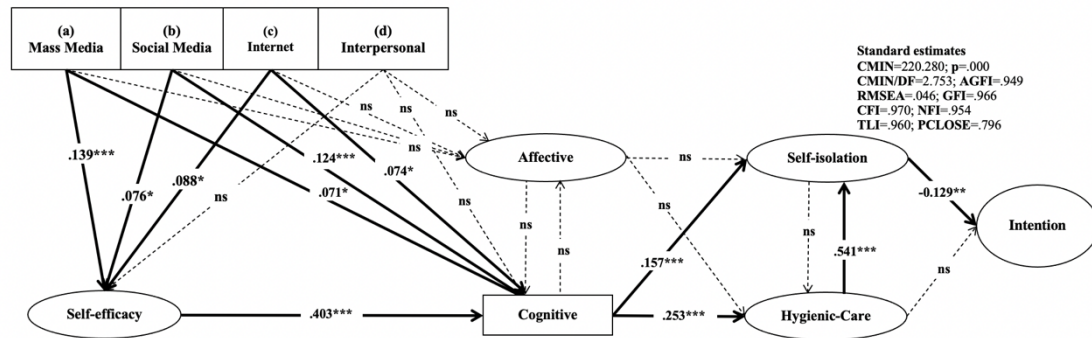 (a)
Mass Media
(b)
Social Media
(c)
Internet
(d)
Interpersonal
Standard estimates
CMIN=220.280; p=.000
CMIN/DF=2.753; AGFI=.949
RMSEA=.046; GFI=.966
CFI=.970; NFI=.954
TLI=.960; PCLOSE=.796
ns
ns
ns
ns
ns
.139***
.076*
.088*
ns
.124***
.071*
.074*
ns
Affective
ns
Self-isolation
-0.129**
ns
ns
ns
ns
.541***
Intention
.157***
ns
Self-efficacy
.403***
Cognitive
.253***
Hygienic-Care